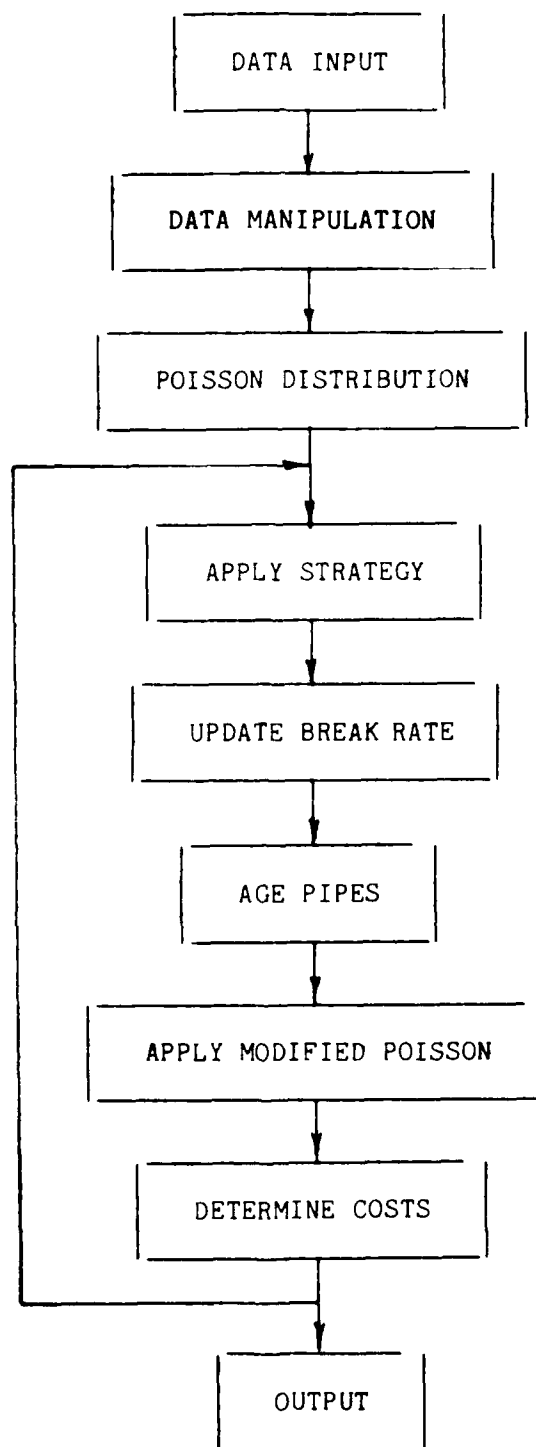 DATA INPUT
DATA MANIPULATION
POISSON DISTRIBUTION
APPLY STRATEGY
UPDATE BREAK RATE
AGE PIPES
APPLY MODIFIED POISSON
DETERMINE COSTS
OUTPUT